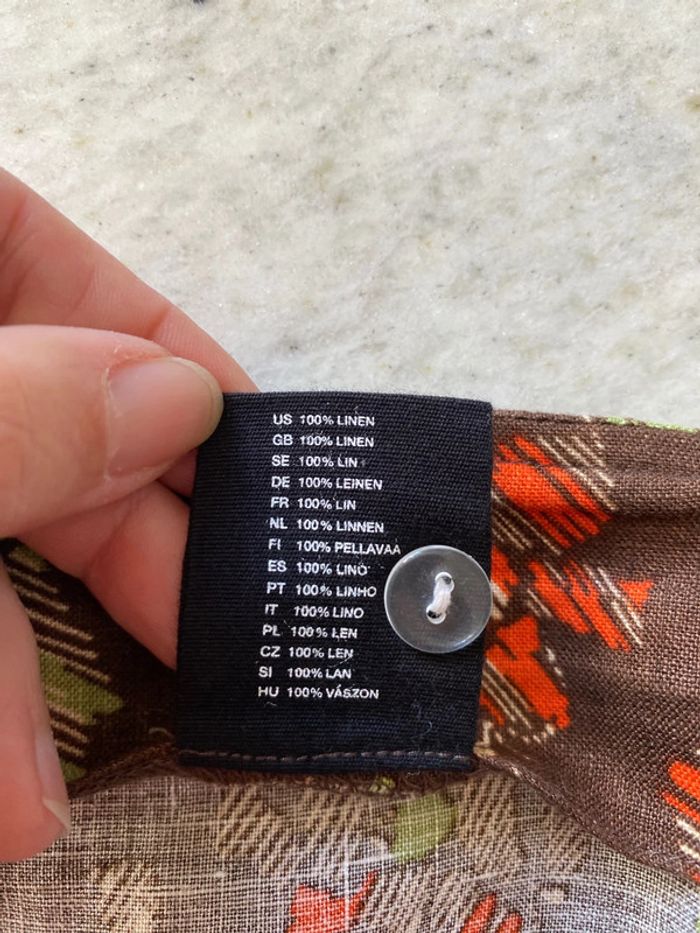 US 100% LINEN
GB 100% LINEN
SE 100% LIN
DE 100% LEINEN
FR 100% LIN
NL 100% LINNEN
FI 100% PELLAVAA
ES 100% LINO
PT 100% LINHO
IT 100% LINO
PL 100% LEN
CZ 100% LEN
SI 100% LAN
HU 100% VÁSZON